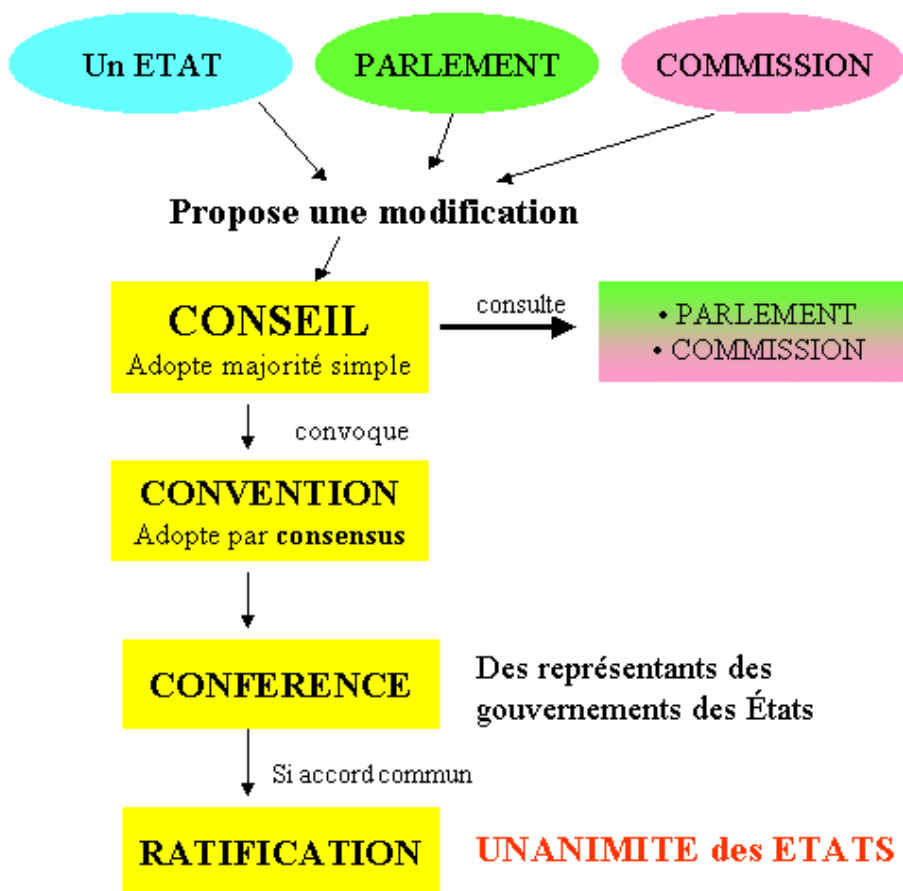 Un ETAT
PARLEMENT
COMMISSION
Propose une modification
CONSEIL
Adopte majorité simple
consulte
• PARLEMENT
• COMMISSION
convoque
CONVENTION
Adopte par consensus
CONFERENCE
Des représentants des
gouvernements des États
Si accord commun
RATIFICATION
UNANIMITE des ETATS